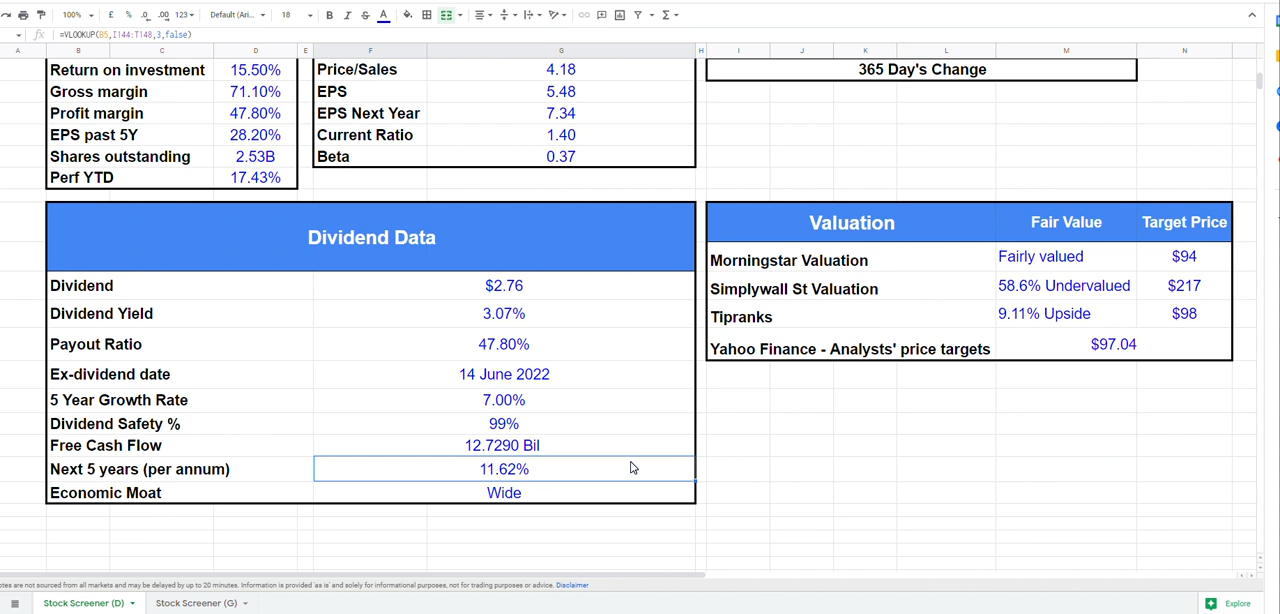 100% £ % .0 .00 123 Default (Ari... 18 B I S A
fx =VLOOKUP(B5,I144:T148,3,false)
A B C D E F G H I J K L M N
Return on investment 15.50% Price/Sales 4.18 365 Day's Change
Gross margin 71.10% EPS 5.48
Profit margin 47.80% EPS Next Year 7.34
EPS past 5Y 28.20% Current Ratio 1.40
Shares outstanding 2.53B Beta 0.37
Perf YTD 17.43%
Dividend Data
Valuation Fair Value Target Price
Morningstar Valuation Fairly valued $94
Simplywall St Valuation 58.6% Undervalued $217
Tipranks 9.11% Upside $98
Yahoo Finance - Analysts' price targets $97.04
Dividend $2.76
Dividend Yield 3.07%
Payout Ratio 47.80%
Ex-dividend date 14 June 2022
5 Year Growth Rate 7.00%
Dividend Safety % 99%
Free Cash Flow 12.7290 Bil
Next 5 years (per annum) 11.62%
Economic Moat Wide
otes are not sourced from all markets and may be delayed by up to 20 minutes. Information is provided 'as is' and solely for informational purposes, not for trading purposes or advice. Disclaimer
Stock Screener (D) Stock Screener (G) Explore